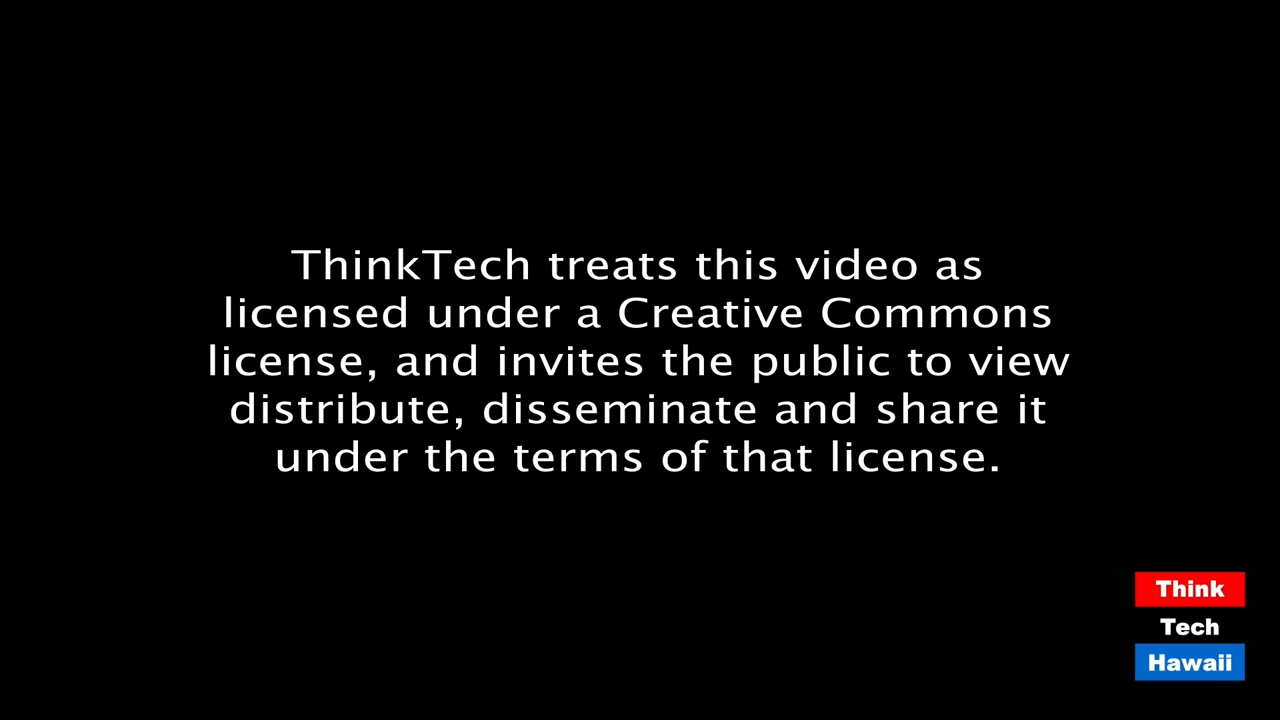 ThinkTech treats this video as
licensed under a Creative Commons
license, and invites the public to view
distribute, disseminate and share it
under the terms of that license.
Think
Tech
Hawaii